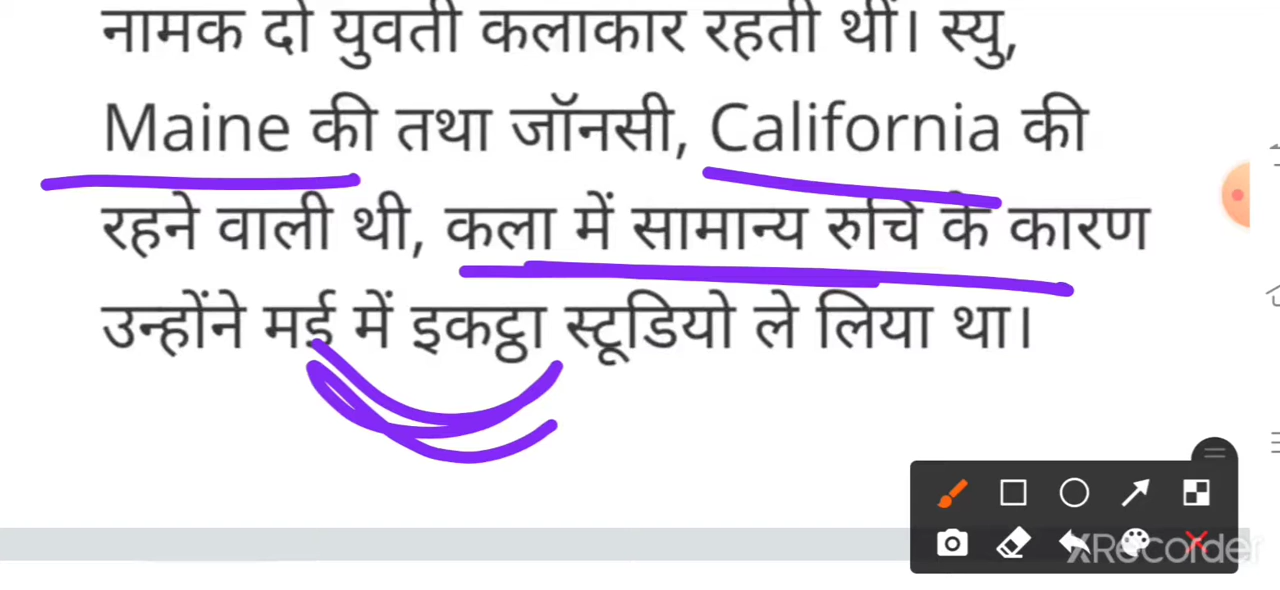 नामक दो युवती कलाकार रहती थीं। स्यु,
Maine की तथा जॉनसी, California की
रहने वाली थी, कला में सामान्य रुचि के कारण
उन्होंने मई में इकट्ठा स्टूडियो ले लिया था।
XRecorder